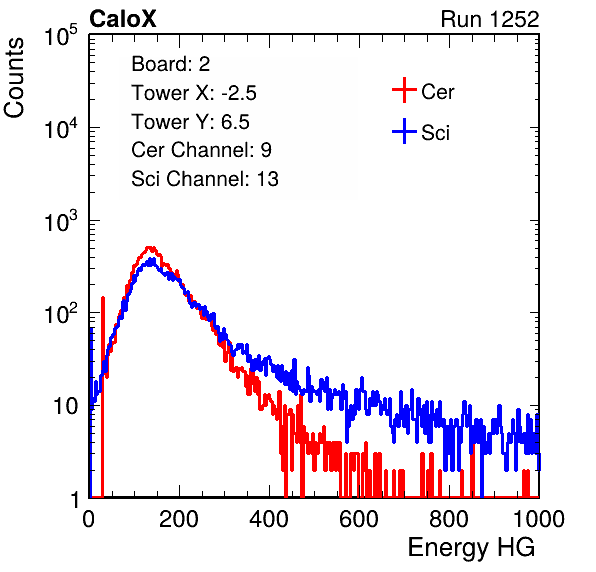 CaloX Run 1252
Counts
Board: 2
Tower X: -2.5
Tower Y: 6.5
Cer Channel: 9
Sci Channel: 13
Cer
Sci
10^5
10^4
10^3
10^2
10
1
0 200 400 600 800 1000
Energy HG